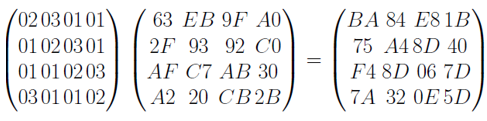 02 03 01 01 63 EB 9F A0 BA 84 E8 1B
01 02 03 01 2F 93 92 C0 = 75 A4 8D 40
01 01 02 03 AF C7 AB 30 F4 8D 06 7D
03 01 01 02 A2 20 CB 2B 7A 32 0E 5D